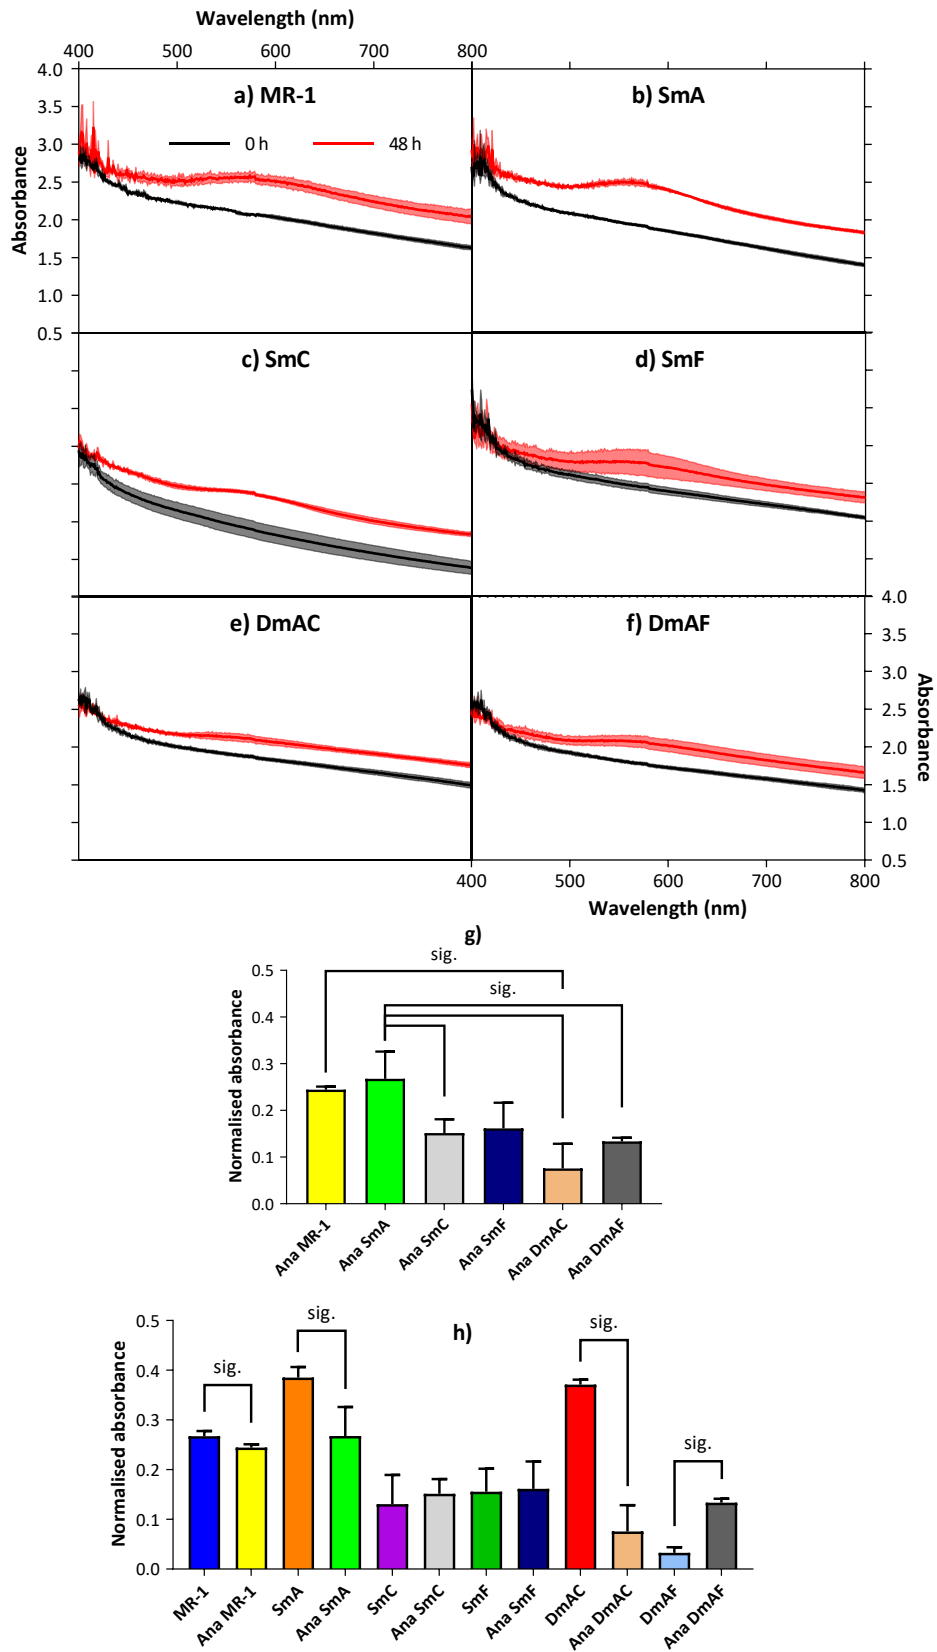 Wavelength (nm)
400 500 600 700 800
a) MR-1
b) SmA
0 h
48 h
Absorbance
4.0
3.5
3.0
2.5
2.0
1.5
1.0
0.5
c) SmC
d) SmF
e) DmAC
f) DmAF
4.0
3.5
3.0
2.5
2.0
1.5
1.0
0.5
Absorbance
400 500 600 700 800
Wavelength (nm)
g)
sig.
sig.
Normalised absorbance
0.5
0.4
0.3
0.2
0.1
0.0
Ana MR-1
Ana SmA
Ana SmC
Ana SmF
Ana DmAC
Ana DmAF
h)
sig.
sig.
sig.
sig.
Normalised absorbance
0.5
0.4
0.3
0.2
0.1
0.0
MR-1
Ana MR-1
SmA
Ana SmA
SmC
Ana SmC
SmF
Ana SmF
DmAC
Ana DmAC
DmAF
Ana DmAF